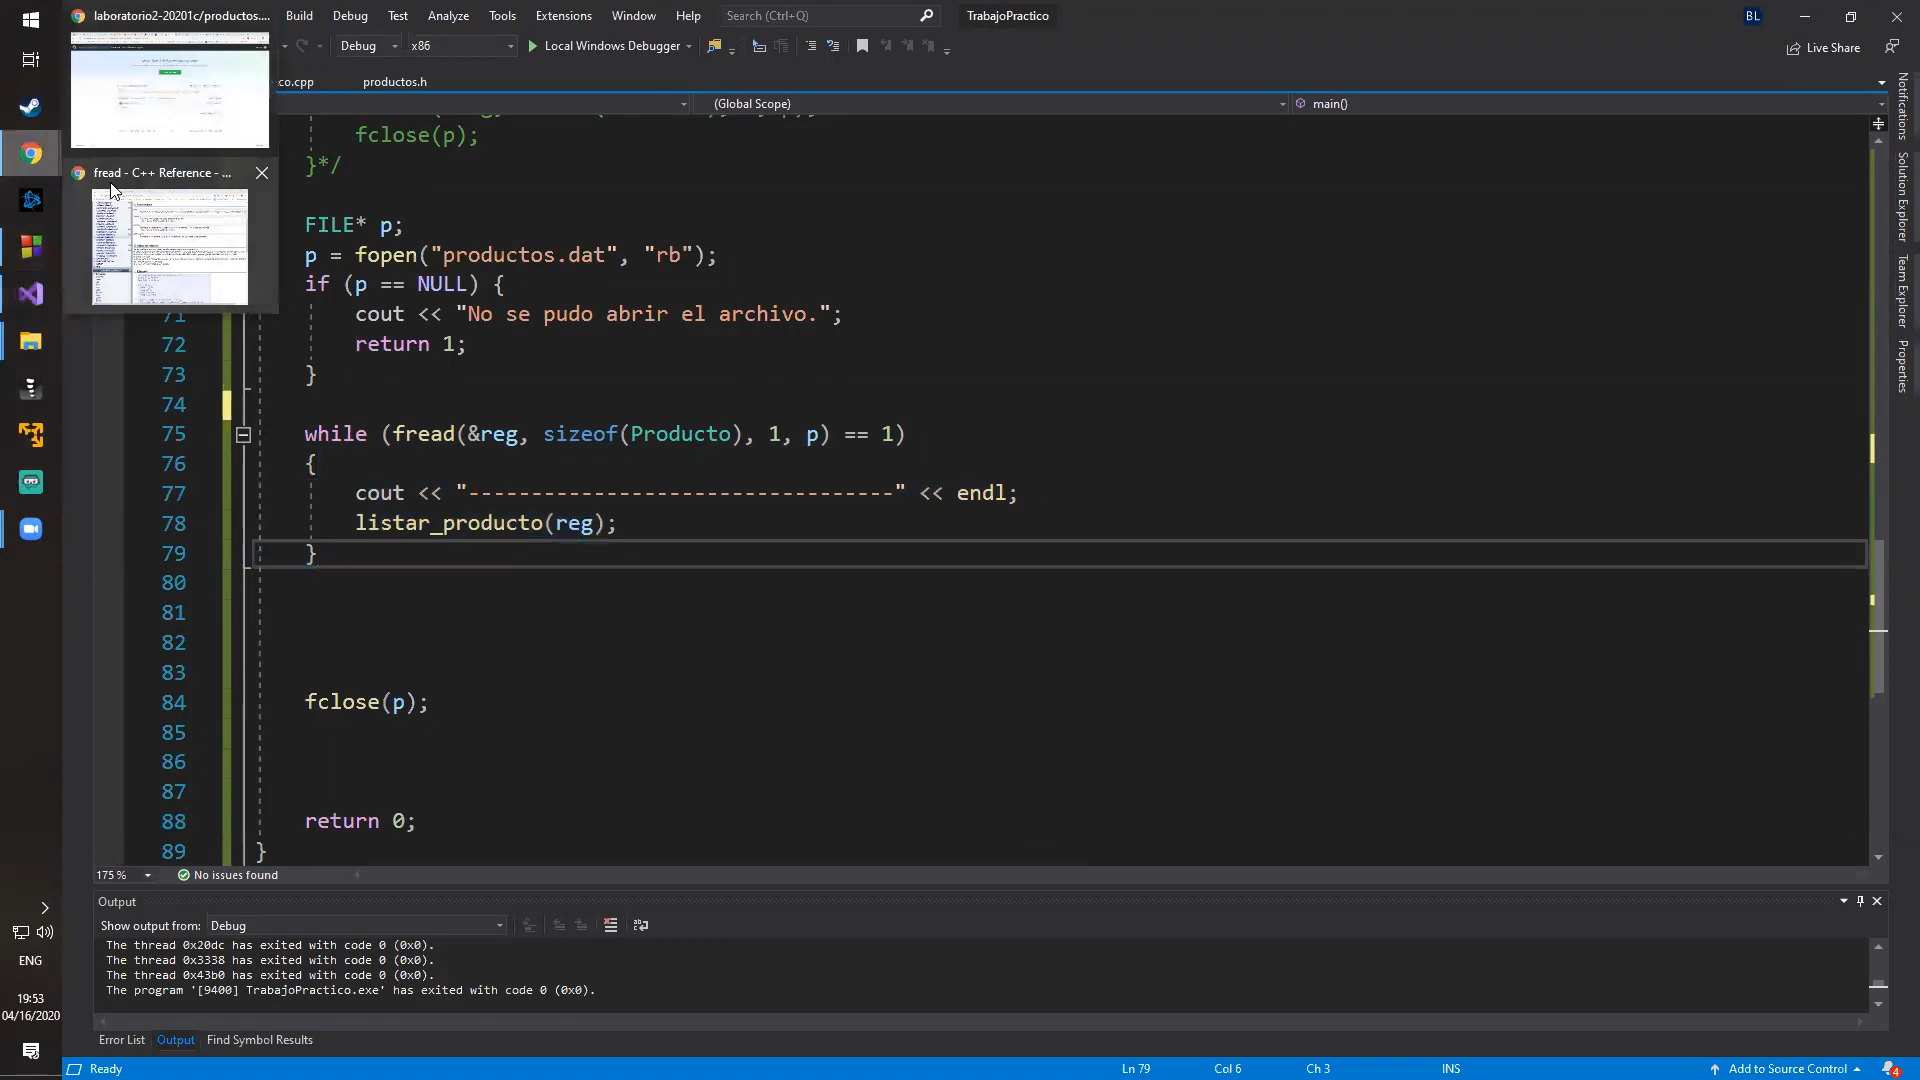 laboratorio2-20201c/productos....
Build
Debug
Test
Analyze
Tools
Extensions
Window
Help
Search (Ctrl+Q)
TrabajoPractico
BL
Debug
x86
Local Windows Debugger
Live Share
co.cpp
productos.h
(Global Scope)
main()
fread - C++ Reference - ...
fclose(p);
}*/
FILE* p;
p = fopen("productos.dat", "rb");
if (p == NULL) {
71 cout << "No se pudo abrir el archivo.";
72 return 1;
73 }
74
75 while (fread(&reg, sizeof(Producto), 1, p) == 1)
76 {
77 cout << "----------------------------------" << endl;
78 listar_producto(reg);
79 }
80
81
82
83
84 fclose(p);
85
86
87
88 return 0;
89 }
175 %
No issues found
Output
Show output from: Debug
The thread 0x20dc has exited with code 0 (0x0).
The thread 0x3338 has exited with code 0 (0x0).
The thread 0x43b0 has exited with code 0 (0x0).
The program '[9400] TrabajoPractico.exe' has exited with code 0 (0x0).
Error List
Output
Find Symbol Results
Ready
Ln 79
Col 6
Ch 3
INS
Add to Source Control
4
Notifications
Solution Explorer
Team Explorer
Properties
ENG
19:53
04/16/2020